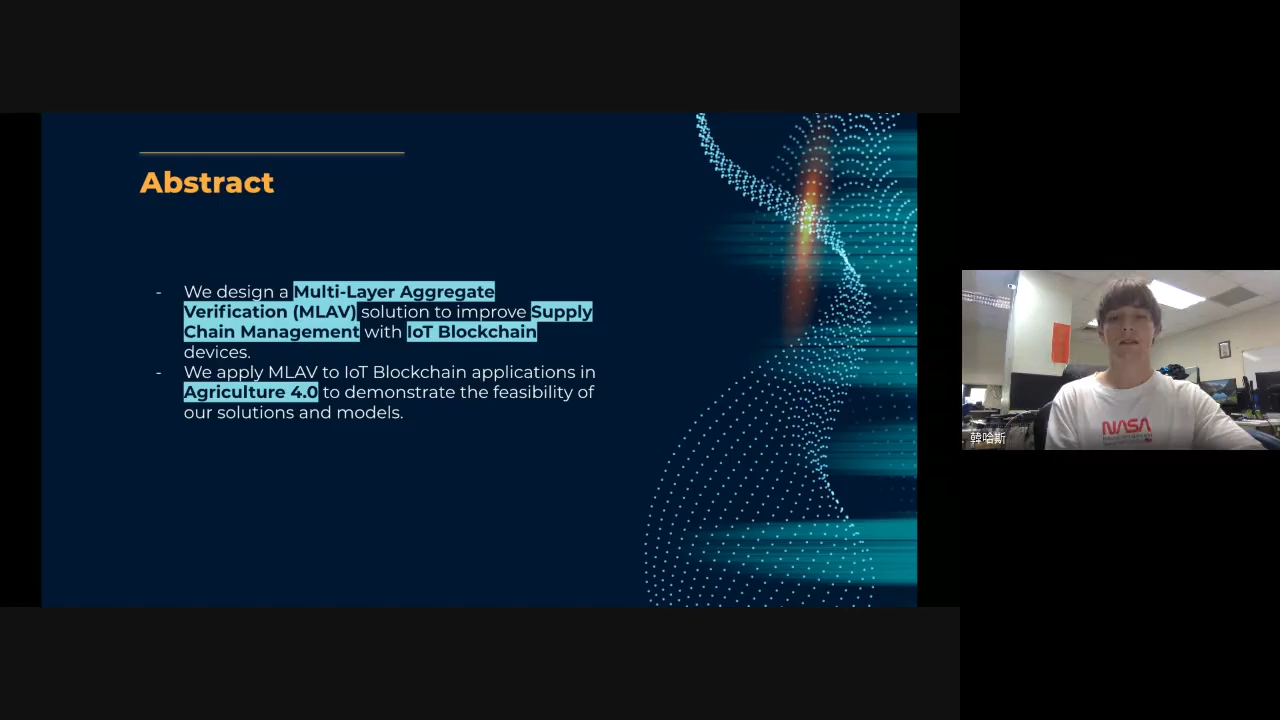 Abstract
- We design a Multi-Layer Aggregate
Verification (MLAV) solution to improve Supply
Chain Management with IoT Blockchain
devices.
- We apply MLAV to IoT Blockchain applications in
Agriculture 4.0 to demonstrate the feasibility of
our solutions and models.
NASA
韓哈斯